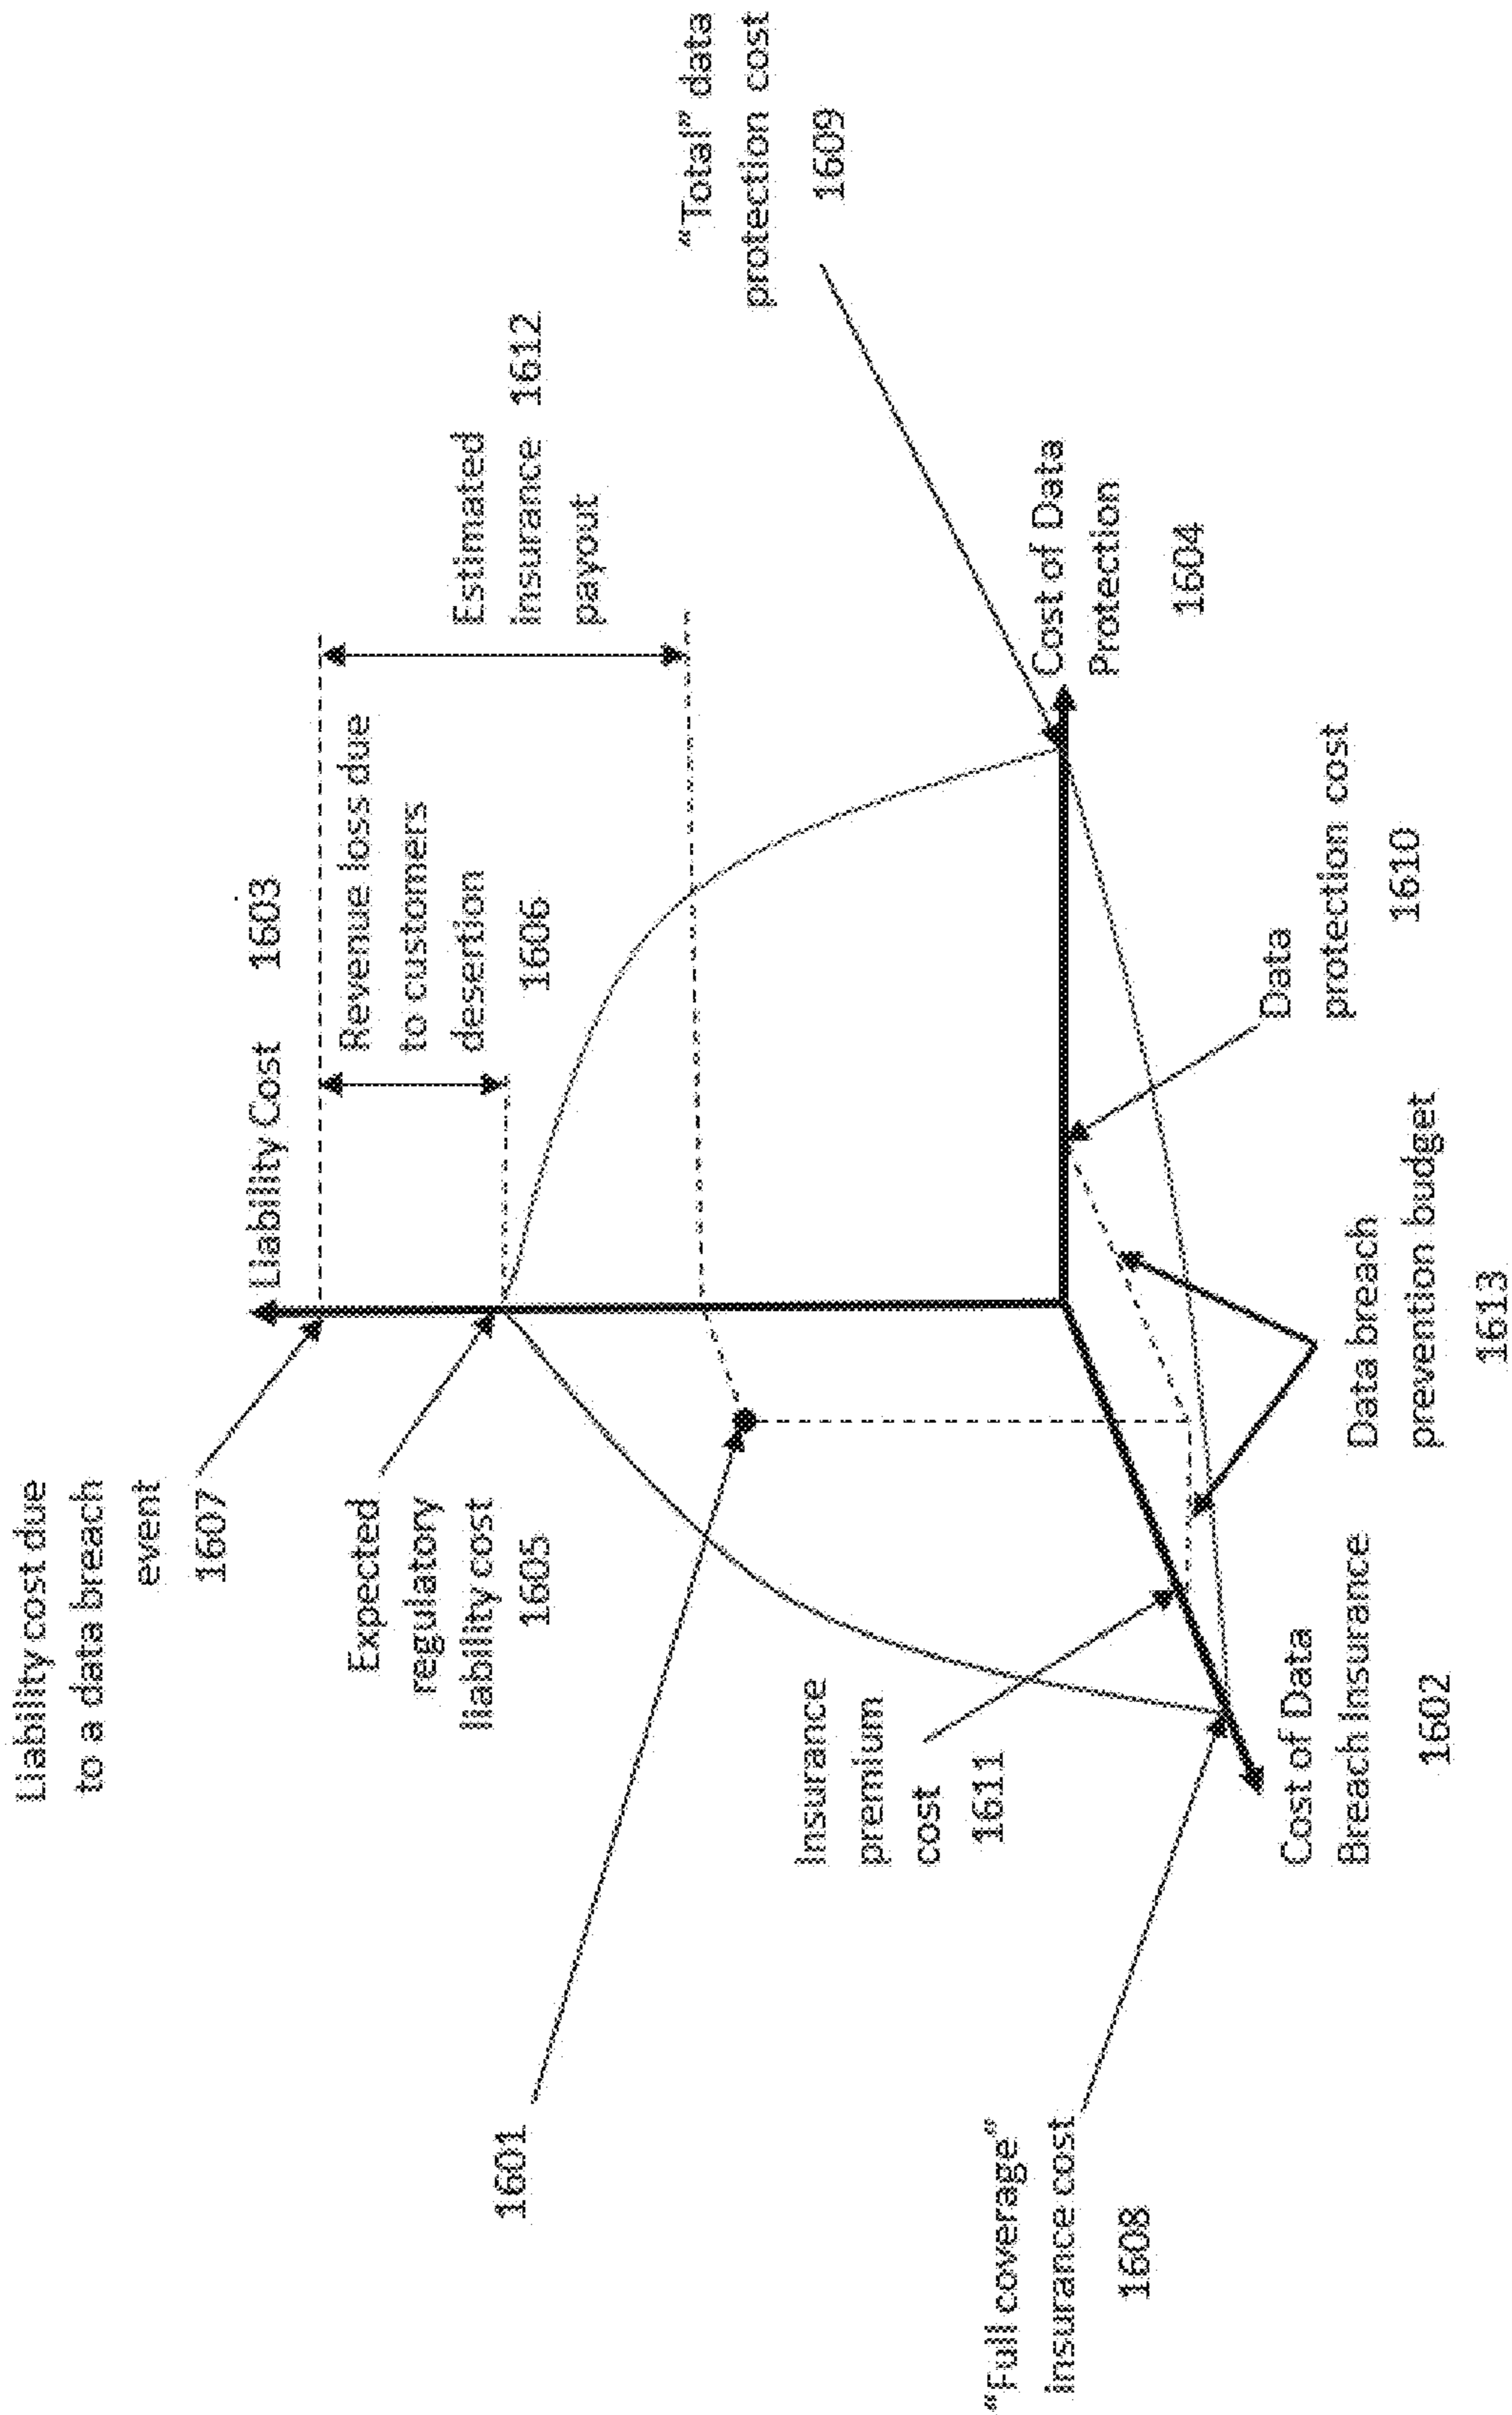 Liability cost due
to a data breach
event
1607
Liability Cost 1603
Expected
regulatory
liability cost
1605
Revenue loss due
to customers
desertion
1606
Estimated
insurance 1612
payout
1601
"Total" data
protection cost
1609
Insurance
premium
cost
1611
"Full coverage"
insurance cost
1608
Cost of Data
Protection
1604
Cost of Data
Breach Insurance
1602
Data breach
prevention budget
1613
Data
protection cost
1610